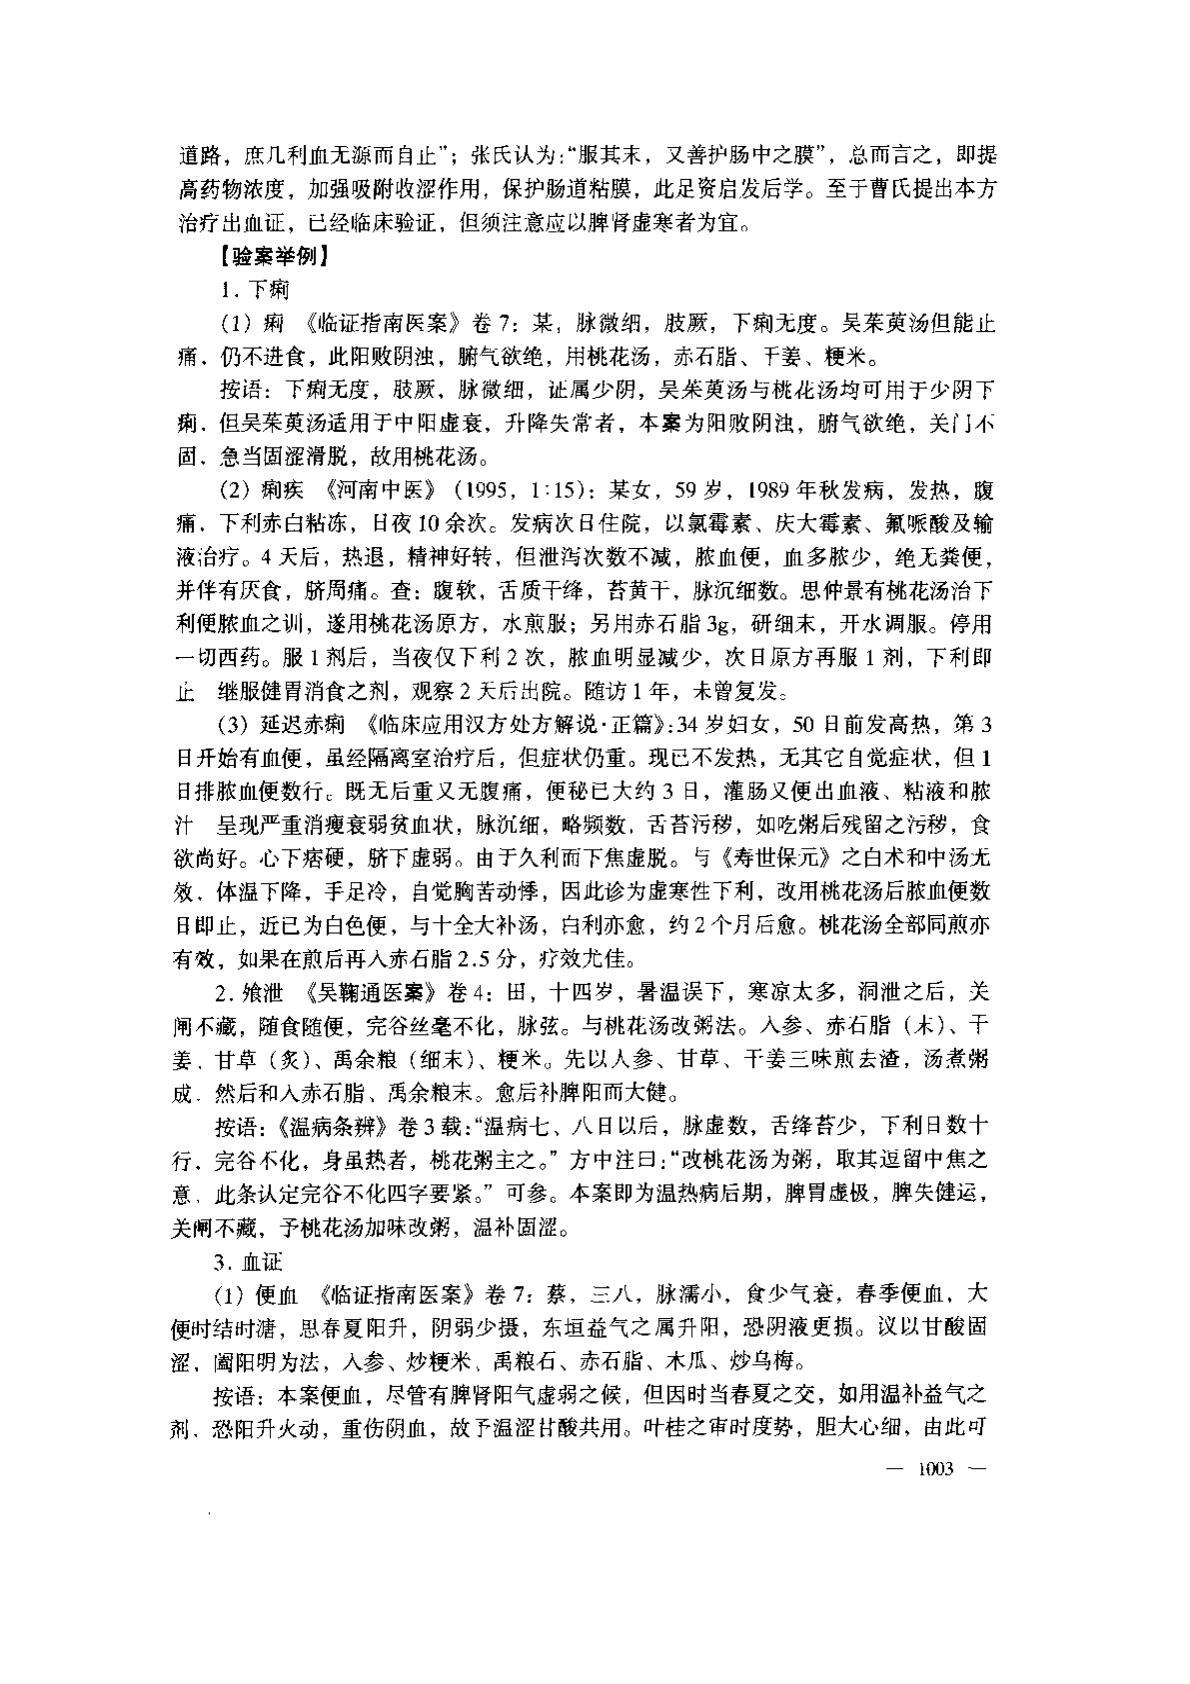 道路，庶几利血无源而自止”；张氏认为：“服其末，又善护肠中之膜”，总而言之，即提
高药物浓度，加强吸附收涩作用，保护肠道粘膜，此足资启发后学。至于曹氏提出本方
治疗出血证，已经临床验证，但须注意应以脾肾虚寒者为宜。
【验案举例】
1. 下痢
（1）痢 《临证指南医案》卷7：某，脉微细，肢厥，下痢无度。吴茱萸汤但能止
痛．仍不进食，此阳败阴浊，腑气欲绝，用桃花汤，赤石脂、干姜、粳米。
按语：下痢无度，肢厥，脉微细，证属少阴，吴茱萸汤与桃花汤均可用于少阴下
痢．但吴茱萸汤适用于中阳虚衰，升降失常者，本案为阳败阴浊，腑气欲绝，关门不
固．急当固涩滑脱，故用桃花汤。
（2）痢疾 《河南中医》（1995，1:15）：某女，59岁，1989年秋发病，发热，腹
痛．下利赤白粘冻，日夜10余次。发病次日住院，以氯霉素、庆大霉素、氟哌酸及输
液治疗。4天后，热退，精神好转，但泄泻次数不减，脓血便，血多脓少，绝无粪便，
并伴有厌食，脐周痛。查：腹软，舌质干绛，苔黄干，脉沉细数。思仲景有桃花汤治下
利便脓血之训，遂用桃花汤原方，水煎服；另用赤石脂3g，研细末，开水调服。停用
一切西药。服1剂后，当夜仅下利2次，脓血明显减少，次日原方再服1剂，下利即
止 继服健胃消食之剂，观察2天后出院。随访1年，未曾复发。
（3）延迟赤痢 《临床应用汉方处方解说·正篇》：34岁妇女，50日前发高热，第3
日开始有血便，虽经隔离室治疗后，但症状仍重。现已不发热，无其它自觉症状，但1
日排脓血便数行。既无后重又无腹痛，便秘已大约3日，灌肠又便出血液、粘液和脓
汁 呈现严重消瘦衰弱贫血状，脉沉细，略频数，舌苔污秽，如吃粥后残留之污秽，食
欲尚好。心下痞硬，脐下虚弱。由于久利而下焦虚脱。与《寿世保元》之白术和中汤无
效．体温下降，手足冷，自觉胸苦动悸，因此诊为虚寒性下利，改用桃花汤后脓血便数
日即止，近已为白色便，与十全大补汤，白利亦愈，约2个月后愈。桃花汤全部同煎亦
有效，如果在煎后再入赤石脂2.5分，疗效尤佳。
2. 飧泄 《吴鞠通医案》卷4：田，十四岁，暑温误下，寒凉太多，洞泄之后，关
闸不藏，随食随便，完谷丝毫不化，脉弦。与桃花汤改粥法。人参、赤石脂（末）、干
姜．甘草（炙）、禹余粮（细末）、粳米。先以人参、甘草、干姜三味煎去渣，汤煮粥
成．然后和入赤石脂、禹余粮末。愈后补脾阳而大健。
按语：《温病条辨》卷3载：“温病七、八日以后，脉虚数，舌绛苔少，下利日数十
行．完谷不化，身虽热者，桃花粥主之。”方中注曰：“改桃花汤为粥，取其逗留中焦之
意．此条认定完谷不化四字要紧。”可参。本案即为温热病后期，脾胃虚极，脾失健运，
关闸不藏，予桃花汤加味改粥，温补固涩。
3. 血证
（1）便血 《临证指南医案》卷7：蔡，三八，脉濡小，食少气衰，春季便血，大
便时结时溏，思春夏阳升，阴弱少摄，东垣益气之属升阳，恐阴液更损。议以甘酸固
涩．阖阳明为法，人参、炒粳米、禹粮石、赤石脂、木瓜、炒乌梅。
按语：本案便血，尽管有脾肾阳气虚弱之候，但因时当春夏之交，如用温补益气之
剂．恐阳升火动，重伤阴血，故予温涩甘酸共用。叶桂之审时度势，胆大心细，由此可
— 1003 —